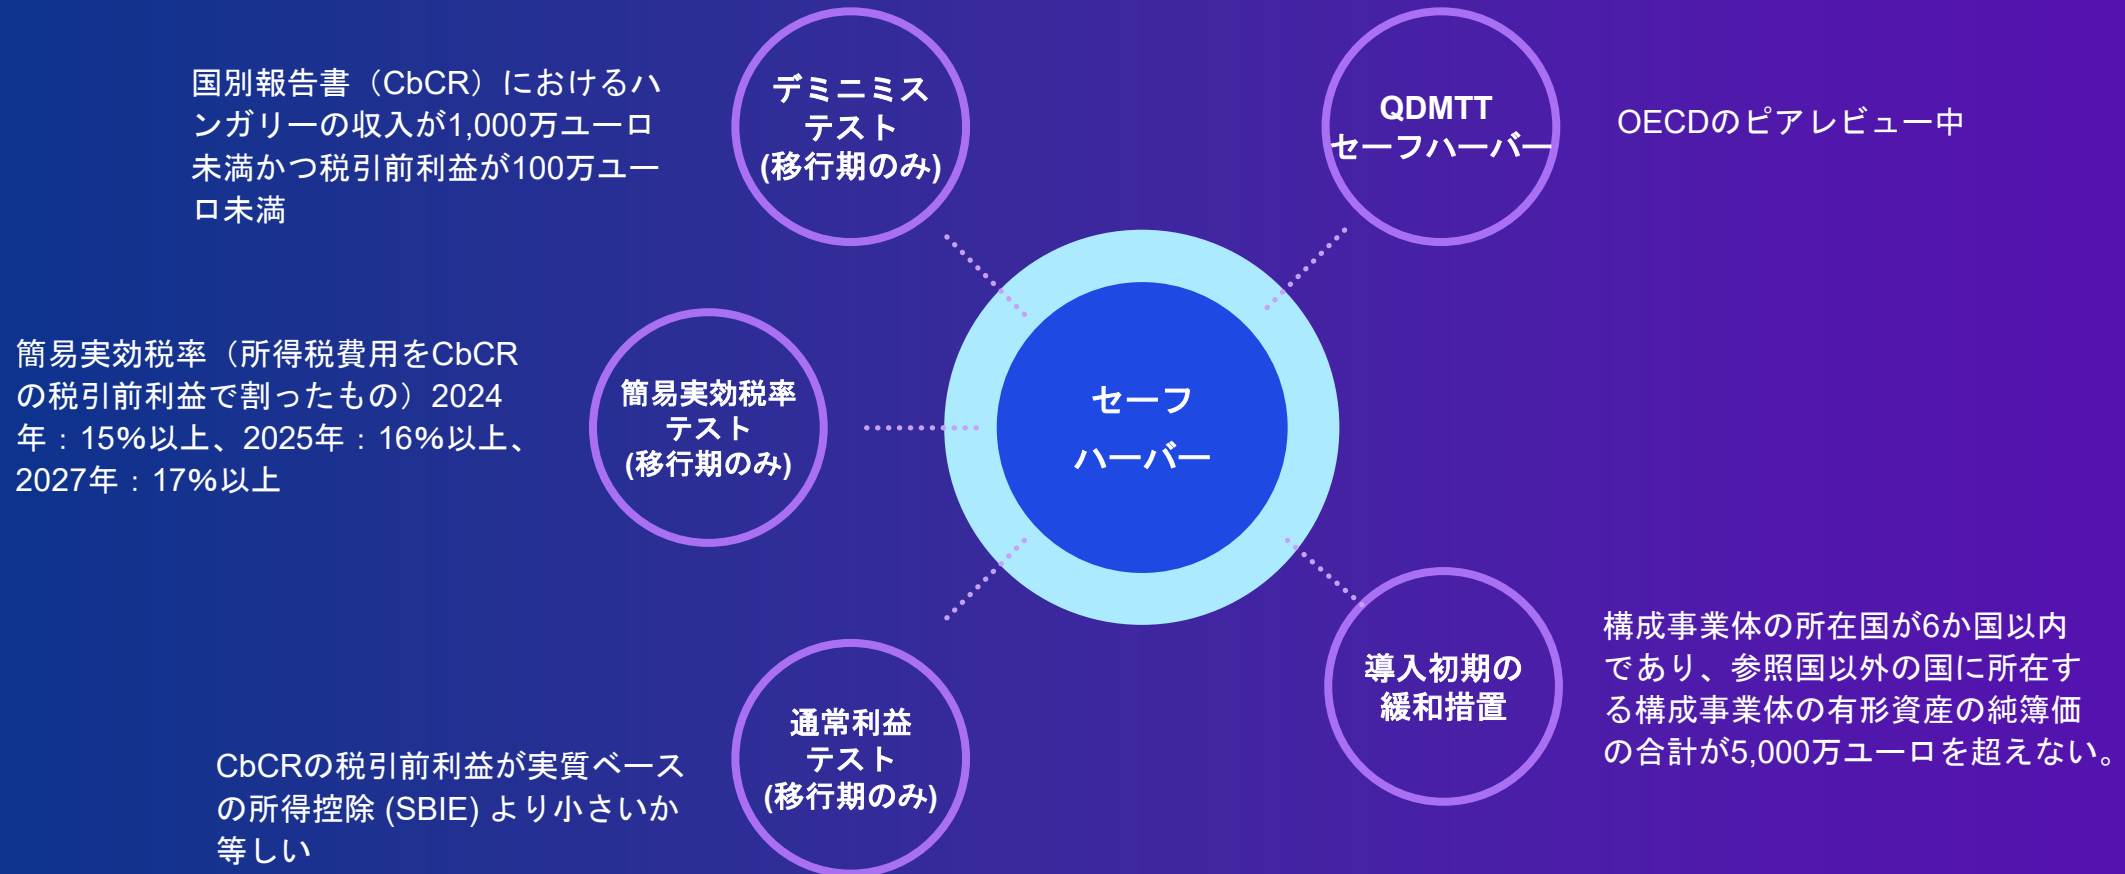 国別報告書（CbCR）におけるハ
ンガリーの収入が1,000万ユーロ
未満かつ税引前利益が100万ユー
ロ未満
デミニミス
テスト
(移行期のみ)
QDMTT
セーフハーバー
OECDのピアレビュー中
簡易実効税率（所得税費用をCbCR
の税引前利益で割ったもの）2024
年：15%以上、2025年：16%以上、
2027年：17%以上
簡易実効税率
テスト
(移行期のみ)
セーフ
ハーバー
CbCRの税引前利益が実質ベース
の所得控除 (SBIE) より小さいか
等しい
通常利益
テスト
(移行期のみ)
導入初期の
緩和措置
構成事業体の所在国が6か国以内
であり、参照国以外の国に所在す
る構成事業体の有形資産の純簿価
の合計が5,000万ユーロを超えない。